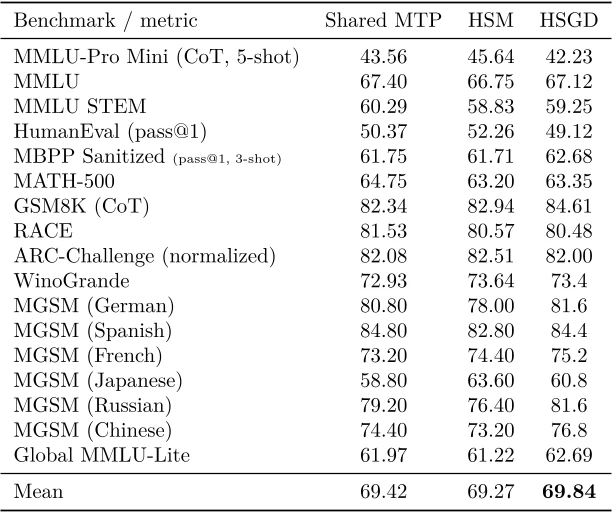 Benchmark / metric Shared MTP HSM HSGD
MMLU-Pro Mini (CoT, 5-shot) 43.56 45.64 42.23
MMLU 67.40 66.75 67.12
MMLU STEM 60.29 58.83 59.25
HumanEval (pass@1) 50.37 52.26 49.12
MBPP Sanitized (pass@1, 3-shot) 61.75 61.71 62.68
MATH-500 64.75 63.20 63.35
GSM8K (CoT) 82.34 82.94 84.61
RACE 81.53 80.57 80.48
ARC-Challenge (normalized) 82.08 82.51 82.00
WinoGrande 72.93 73.64 73.4
MGSM (German) 80.80 78.00 81.6
MGSM (Spanish) 84.80 82.80 84.4
MGSM (French) 73.20 74.40 75.2
MGSM (Japanese) 58.80 63.60 60.8
MGSM (Russian) 79.20 76.40 81.6
MGSM (Chinese) 74.40 73.20 76.8
Global MMLU-Lite 61.97 61.22 62.69
Mean 69.42 69.27 69.84